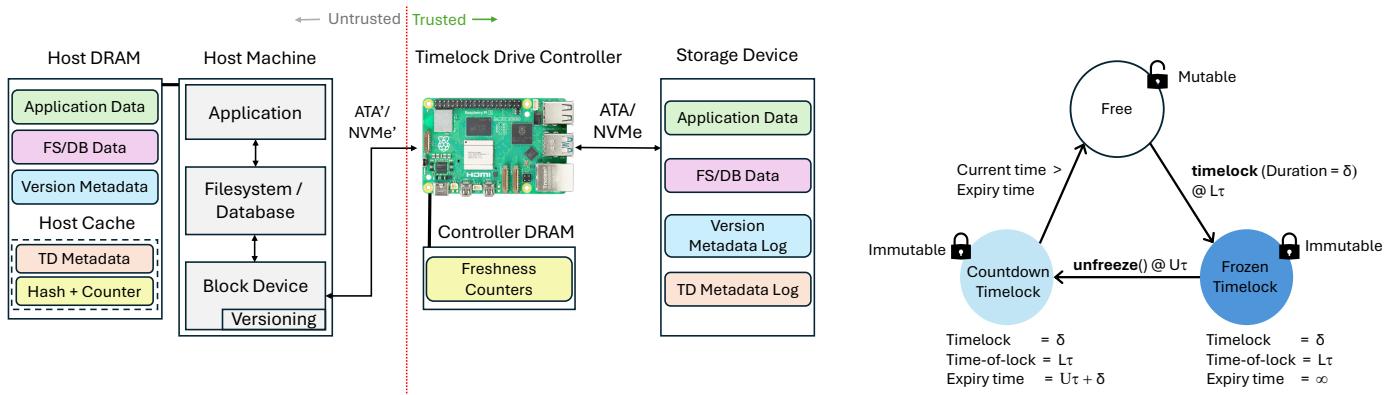 Untrusted
Trusted
Host DRAM
Application Data
FS/DB Data
Version Metadata
Host Cache
TD Metadata
Hash + Counter
Host Machine
Application
Filesystem /
Database
Block Device
Versioning
ATA’/
NVMe’
Timelock Drive Controller
HDMI
Controller DRAM
Freshness
Counters
ATA/
NVMe
Storage Device
Application Data
FS/DB Data
Version
Metadata Log
TD Metadata Log
Free
Mutable
Current time >
Expiry time
timelock (Duration = δ)
@ Lτ
Immutable
Countdown
Timelock
unfreeze() @ Uτ
Frozen
Timelock
Immutable
Timelock = δ
Time-of-lock = Lτ
Expiry time = Uτ + δ
Timelock = δ
Time-of-lock = Lτ
Expiry time = ∞